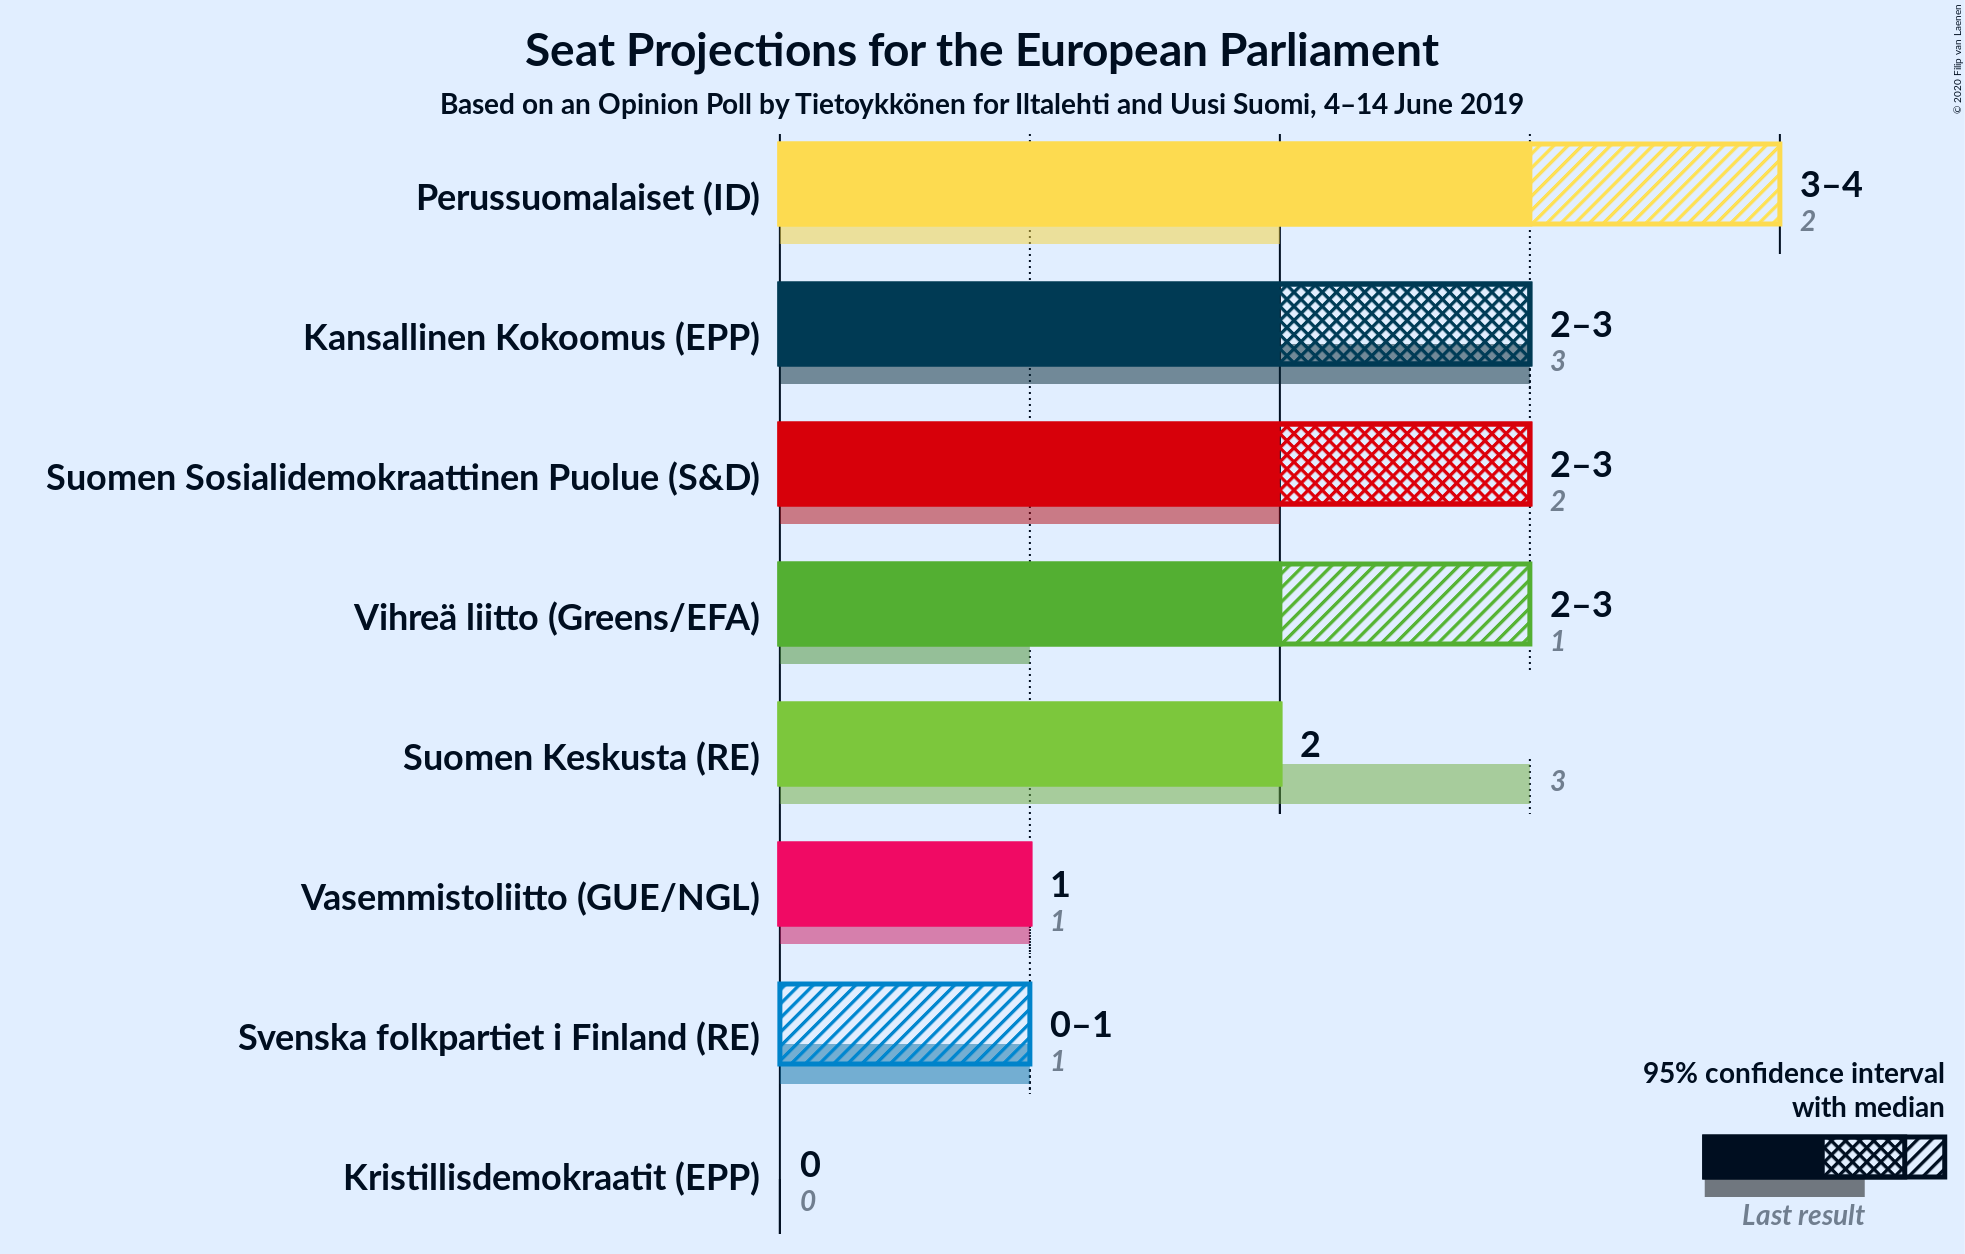 Seat Projections for the European Parliament
Based on an Opinion Poll by Tietoykkönen for Iltalehti and Uusi Suomi, 4–14 June 2019
© 2020 Filip van Laenen
Perussuomalaiset (ID)
3–4
2
Kansallinen Kokoomus (EPP)
2–3
3
Suomen Sosialidemokraattinen Puolue (S&D)
2–3
2
Vihreä liitto (Greens/EFA)
2–3
1
Suomen Keskusta (RE)
2
3
Vasemmistoliitto (GUE/NGL)
1
1
Svenska folkpartiet i Finland (RE)
0–1
1
Kristillisdemokraatit (EPP)
0
0
95% confidence interval
with median
Last result